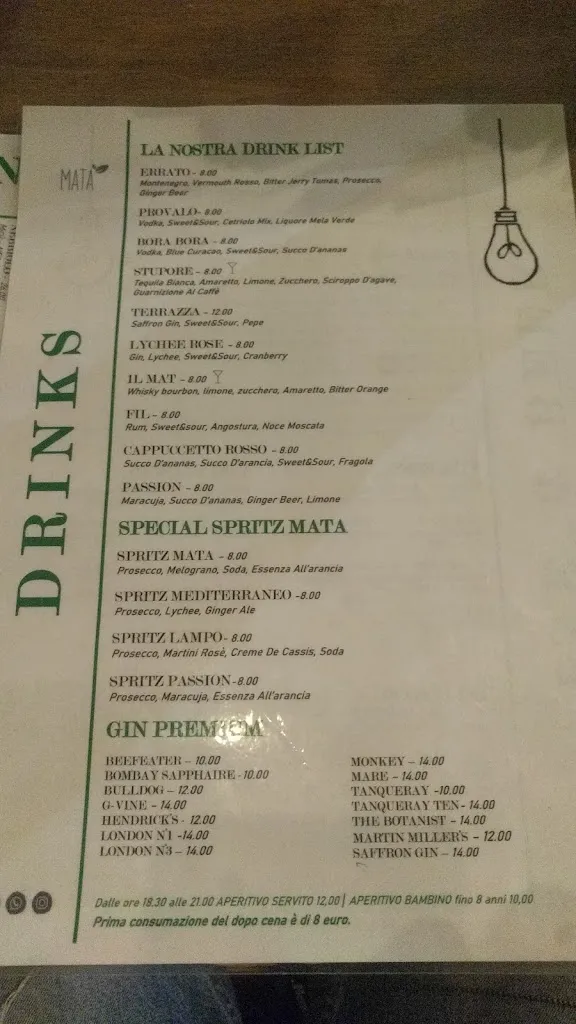 MATA
DRINKS
LA NOSTRA DRINK LIST
ERRATO - 8.00
Montenegro, Vermouth Rosso, Bitter Jerry Tomas, Prosecco,
Ginger Beer
PROVALO- 8.00
Vodka, Sweet&Sour, Cetriolo Mix, Liquore Mela Verde
BORA BORA - 8.00
Vodka, Blue Curacao, Sweet&Sour, Succo D'ananas
STUPORE - 8.00
Tequila Bianca, Amaretto, Limone, Zucchero, Sciroppo D'agave,
Guarnizione Al Caffè
TERRAZZA - 12.00
Saffron Gin, Sweet&Sour, Pepe
LYCHEE ROSE - 8.00
Gin, Lychee, Sweet&Sour, Cranberry
IL MAT - 8.00
Whisky bourbon, limone, zucchero, Amaretto, Bitter Orange
FIL - 8.00
Rum, Sweet&sour, Angostura, Noce Moscata
CAPPUCCETTO ROSSO - 8.00
Succo D'ananas, Succo D'arancia, Sweet&Sour, Fragola
PASSION - 8.00
Maracuja, Succo D'ananas, Ginger Beer, Limone
SPECIAL SPRITZ MATA
SPRITZ MATA - 8.00
Prosecco, Melograno, Soda, Essenza All'arancia
SPRITZ MEDITERRANEO -8.00
Prosecco, Lychee, Ginger Ale
SPRITZ LAMPO- 8.00
Prosecco, Martini Rosè, Creme De Cassis, Soda
SPRITZ PASSION-8.00
Prosecco, Maracuja, Essenza All'arancia
GIN PREMIUM
BEEFEATER – 10.00
BOMBAY SAPPHAIRE -10.00
BULLDOG – 12.00
G-VINE – 14.00
HENDRICK'S - 12.00
LONDON N°1 -14.00
LONDON N°3 – 14.00
MONKEY – 14.00
MARE – 14.00
TANQUERAY -10.00
TANQUERAY TEN- 14.00
THE BOTANIST - 14.00
MARTIN MILLER'S – 12.00
SAFFRON GIN – 14.00
Dalle ore 18.30 alle 21.00 APERITIVO SERVITO 12,00 | APERITIVO BAMBINO fino 8 anni 10,00
Prima consumazione del dopo cena è di 8 euro.